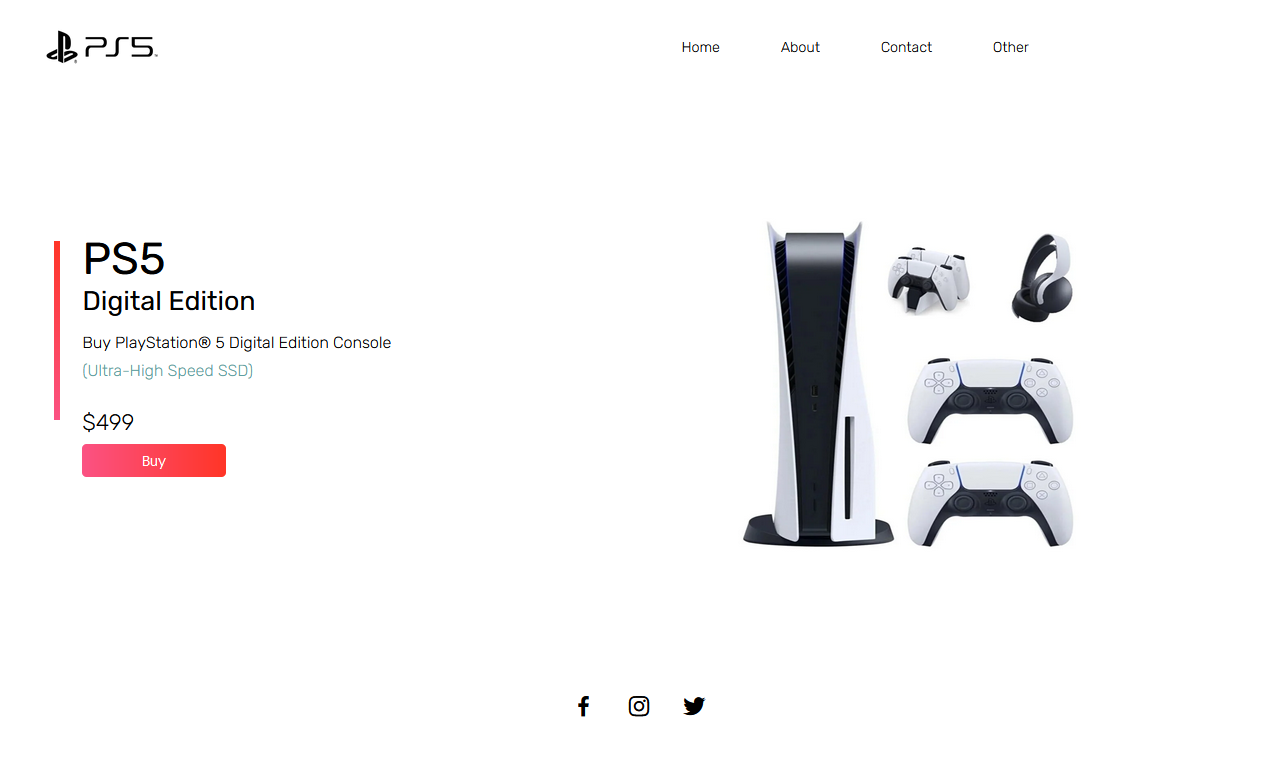 PS5
Home
About
Contact
Other
PS5
Digital Edition
Buy PlayStation® 5 Digital Edition Console
(Ultra-High Speed SSD)
$499
Buy